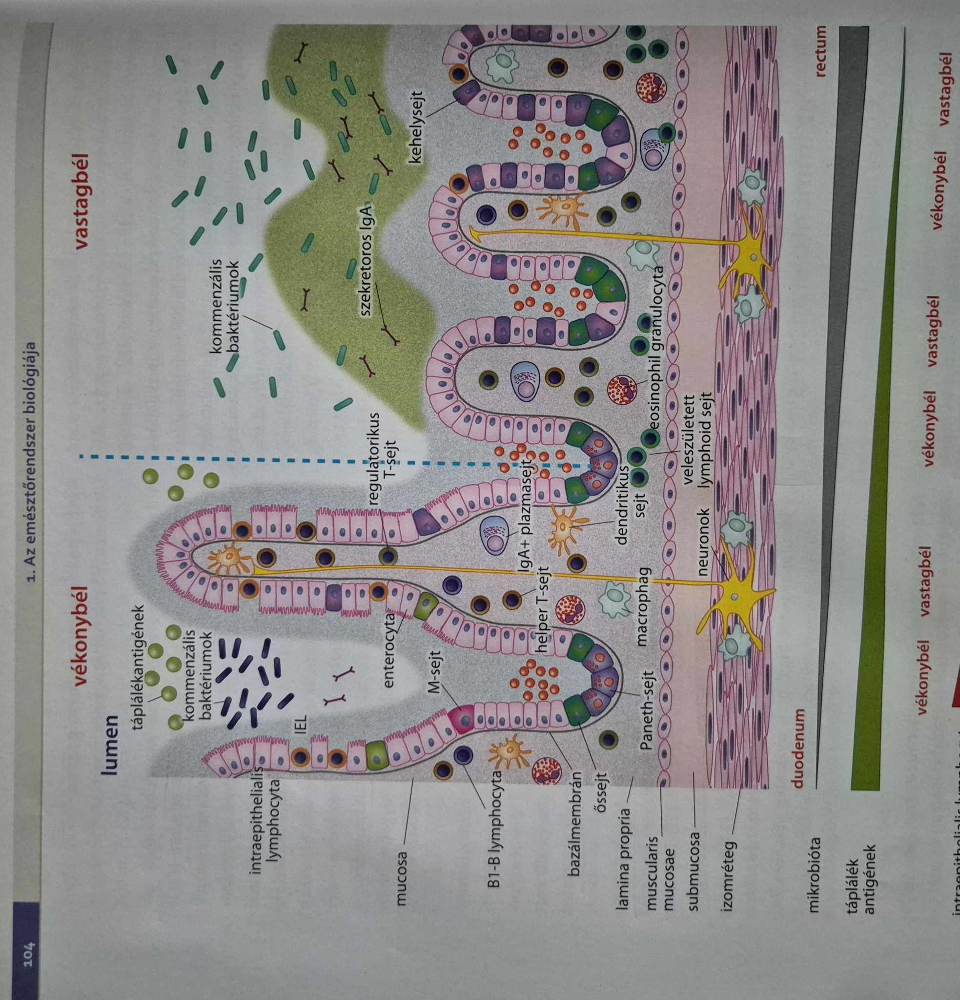 104
1. Az emésztőrendszer biológiája
vékonybél
vastagbél
lumen
táplálékantigének
kommenzális
baktériumok
kommenzális
baktériumok
intraepithelialis
lymphocyta
IEL
enterocyta
regulatorikus
T-sejt
szekretoros IgA
kehelysejt
mucosa
M-sejt
B1-B lymphocyta
IgA+ plazmasejt
helper T-sejt
bazálmembrán
őssejt
dendritikus
sejt
eosinophil granulocyta
lamina propria
Paneth-sejt
macrophag
muscularis
mucosae
veleszületett
lymphoid sejt
submucosa
neuronok
izomréteg
duodenum
rectum
mikrobióta
táplálék
antigének
vékonybél
vastagbél
vékonybél
vastagbél
vékonybél
vastagbél